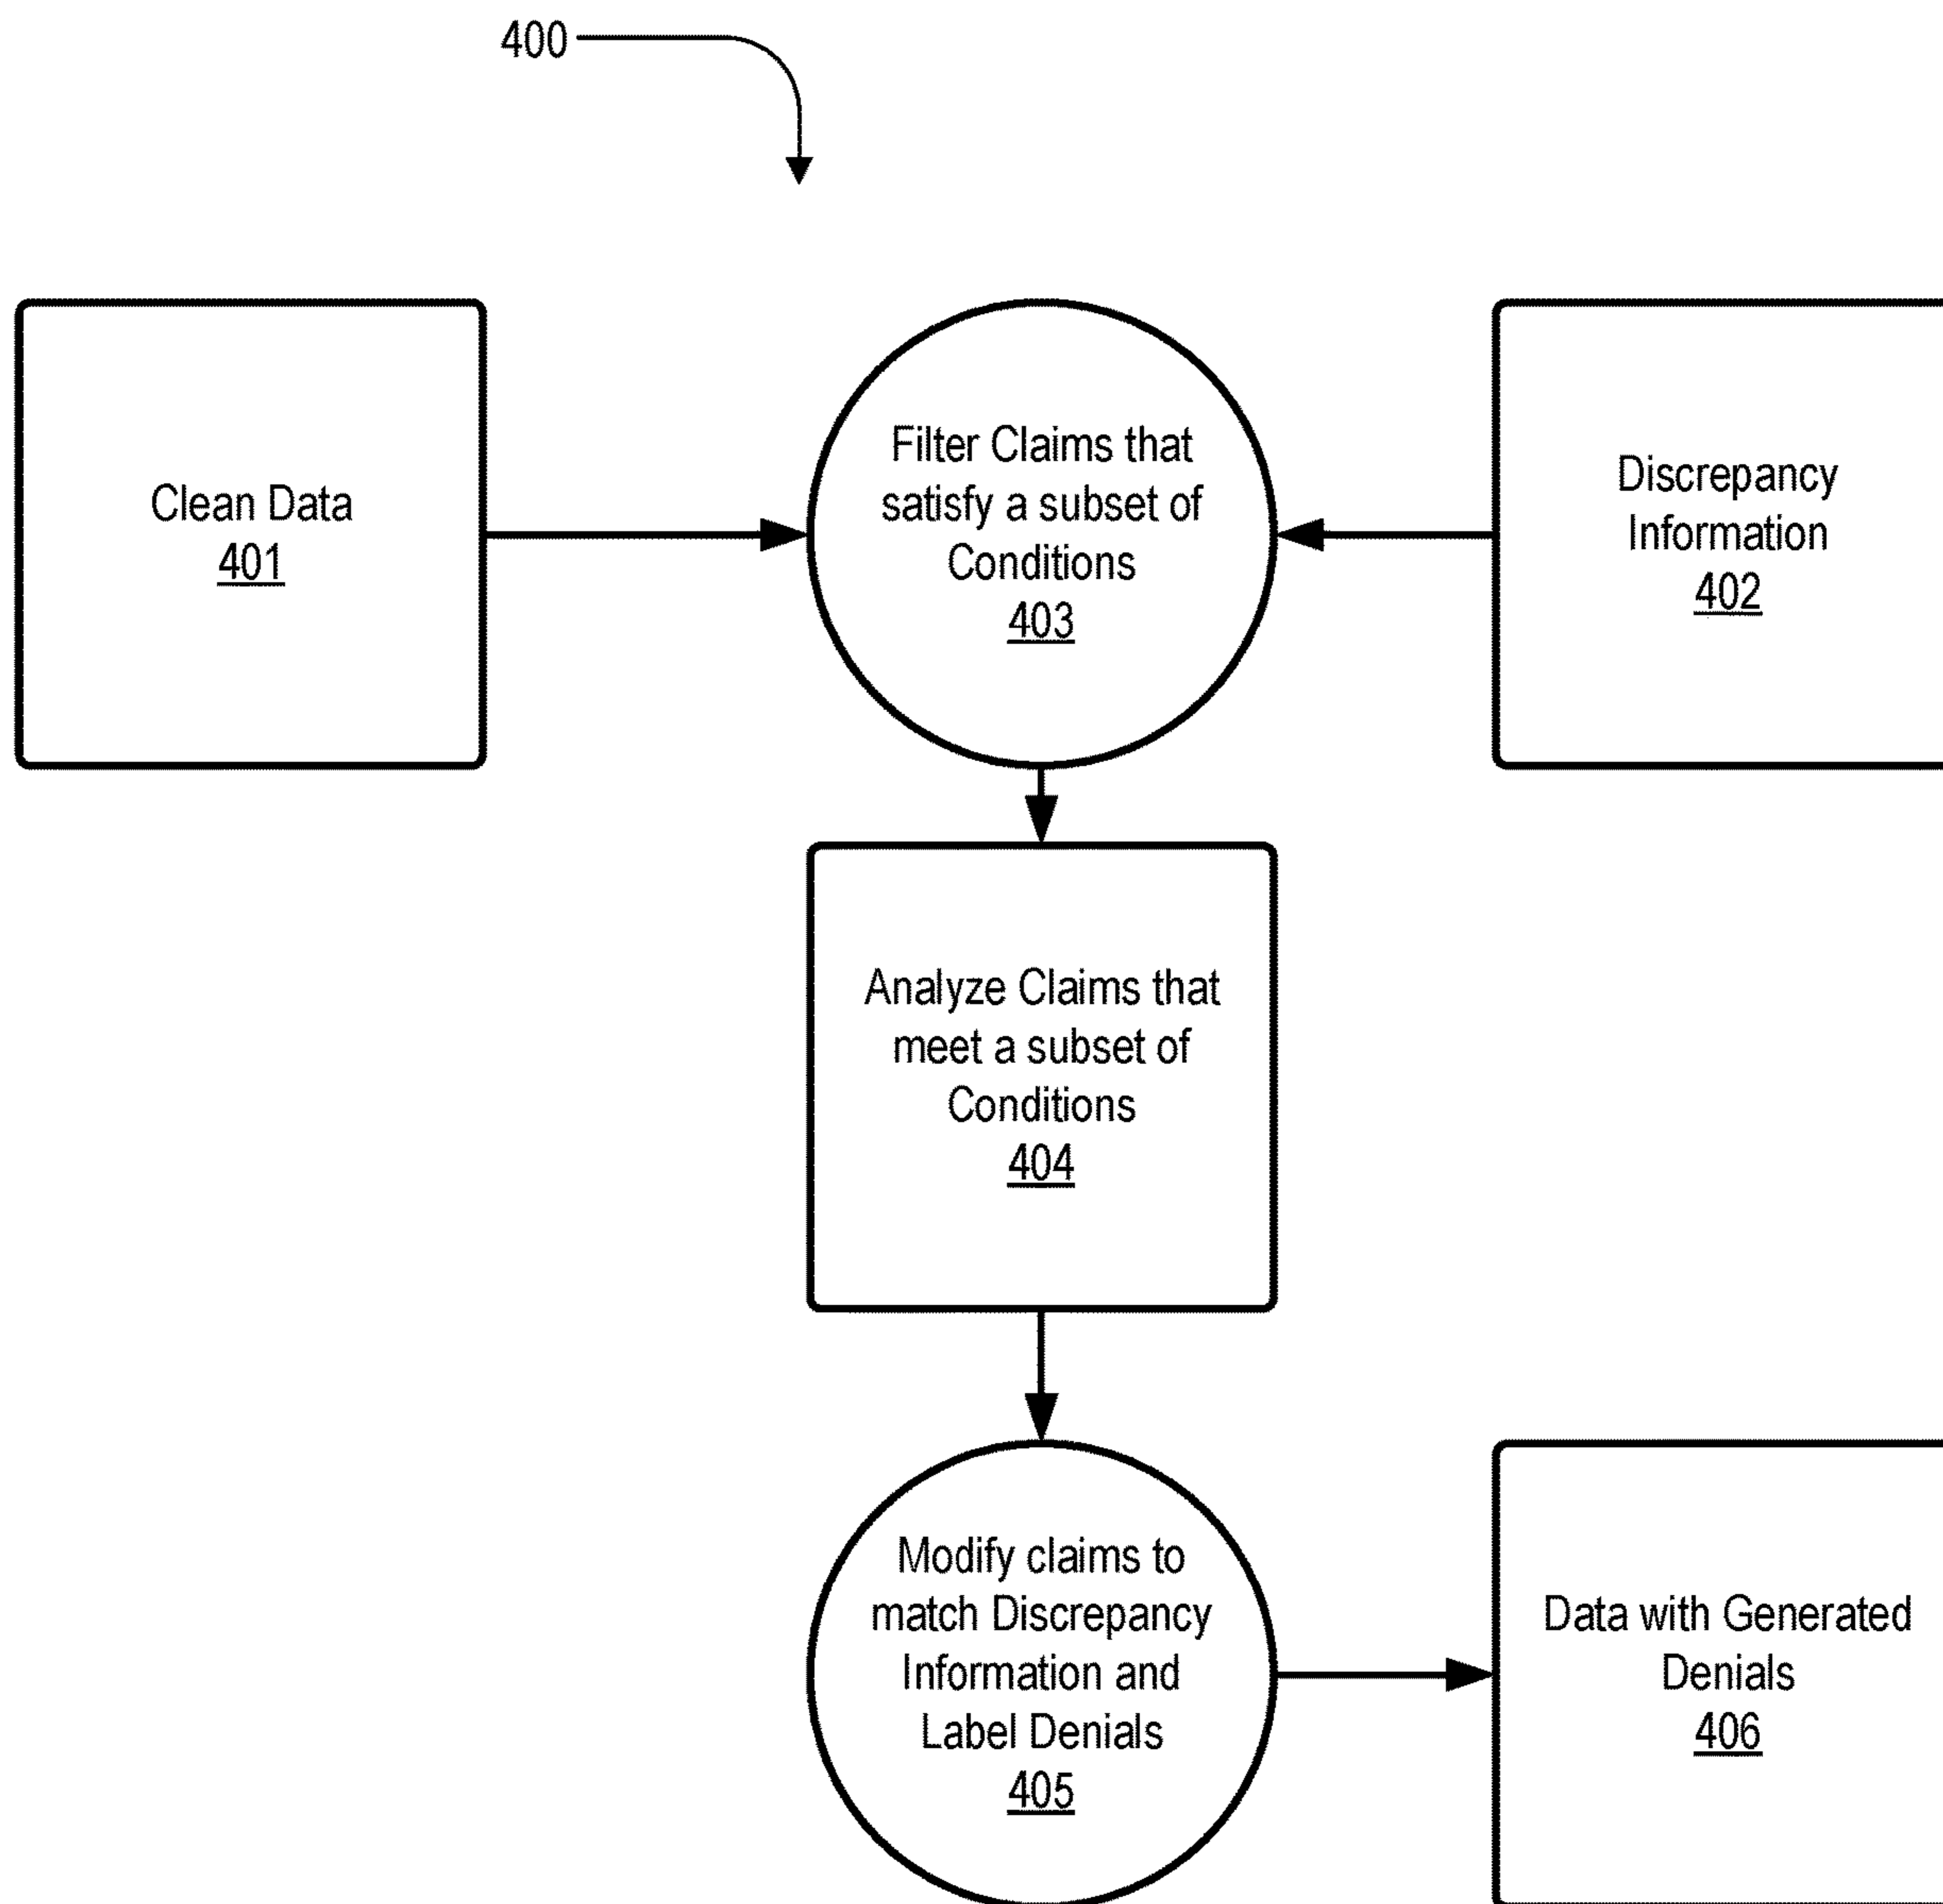 400
Clean Data
401
Filter Claims that
satisfy a subset of
Conditions
403
Discrepancy
Information
402
Analyze Claims that
meet a subset of
Conditions
404
Modify claims to
match Discrepancy
Information and
Label Denials
405
Data with Generated
Denials
406